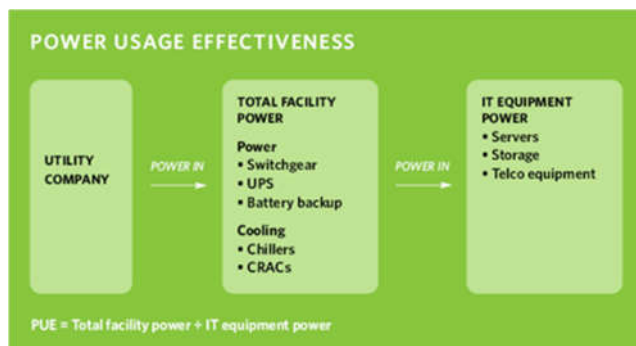 POWER USAGE EFFECTIVENESS
UTILITY
COMPANY
POWER IN
TOTAL FACILITY
POWER
Power
▪ Switchgear
▪ UPS
▪ Battery backup
Cooling
▪ Chillers
▪ CRACs
POWER IN
IT EQUIPMENT
POWER
▪ Servers
▪ Storage
▪ Telco equipment
PUE = Total facility power ÷ IT equipment power